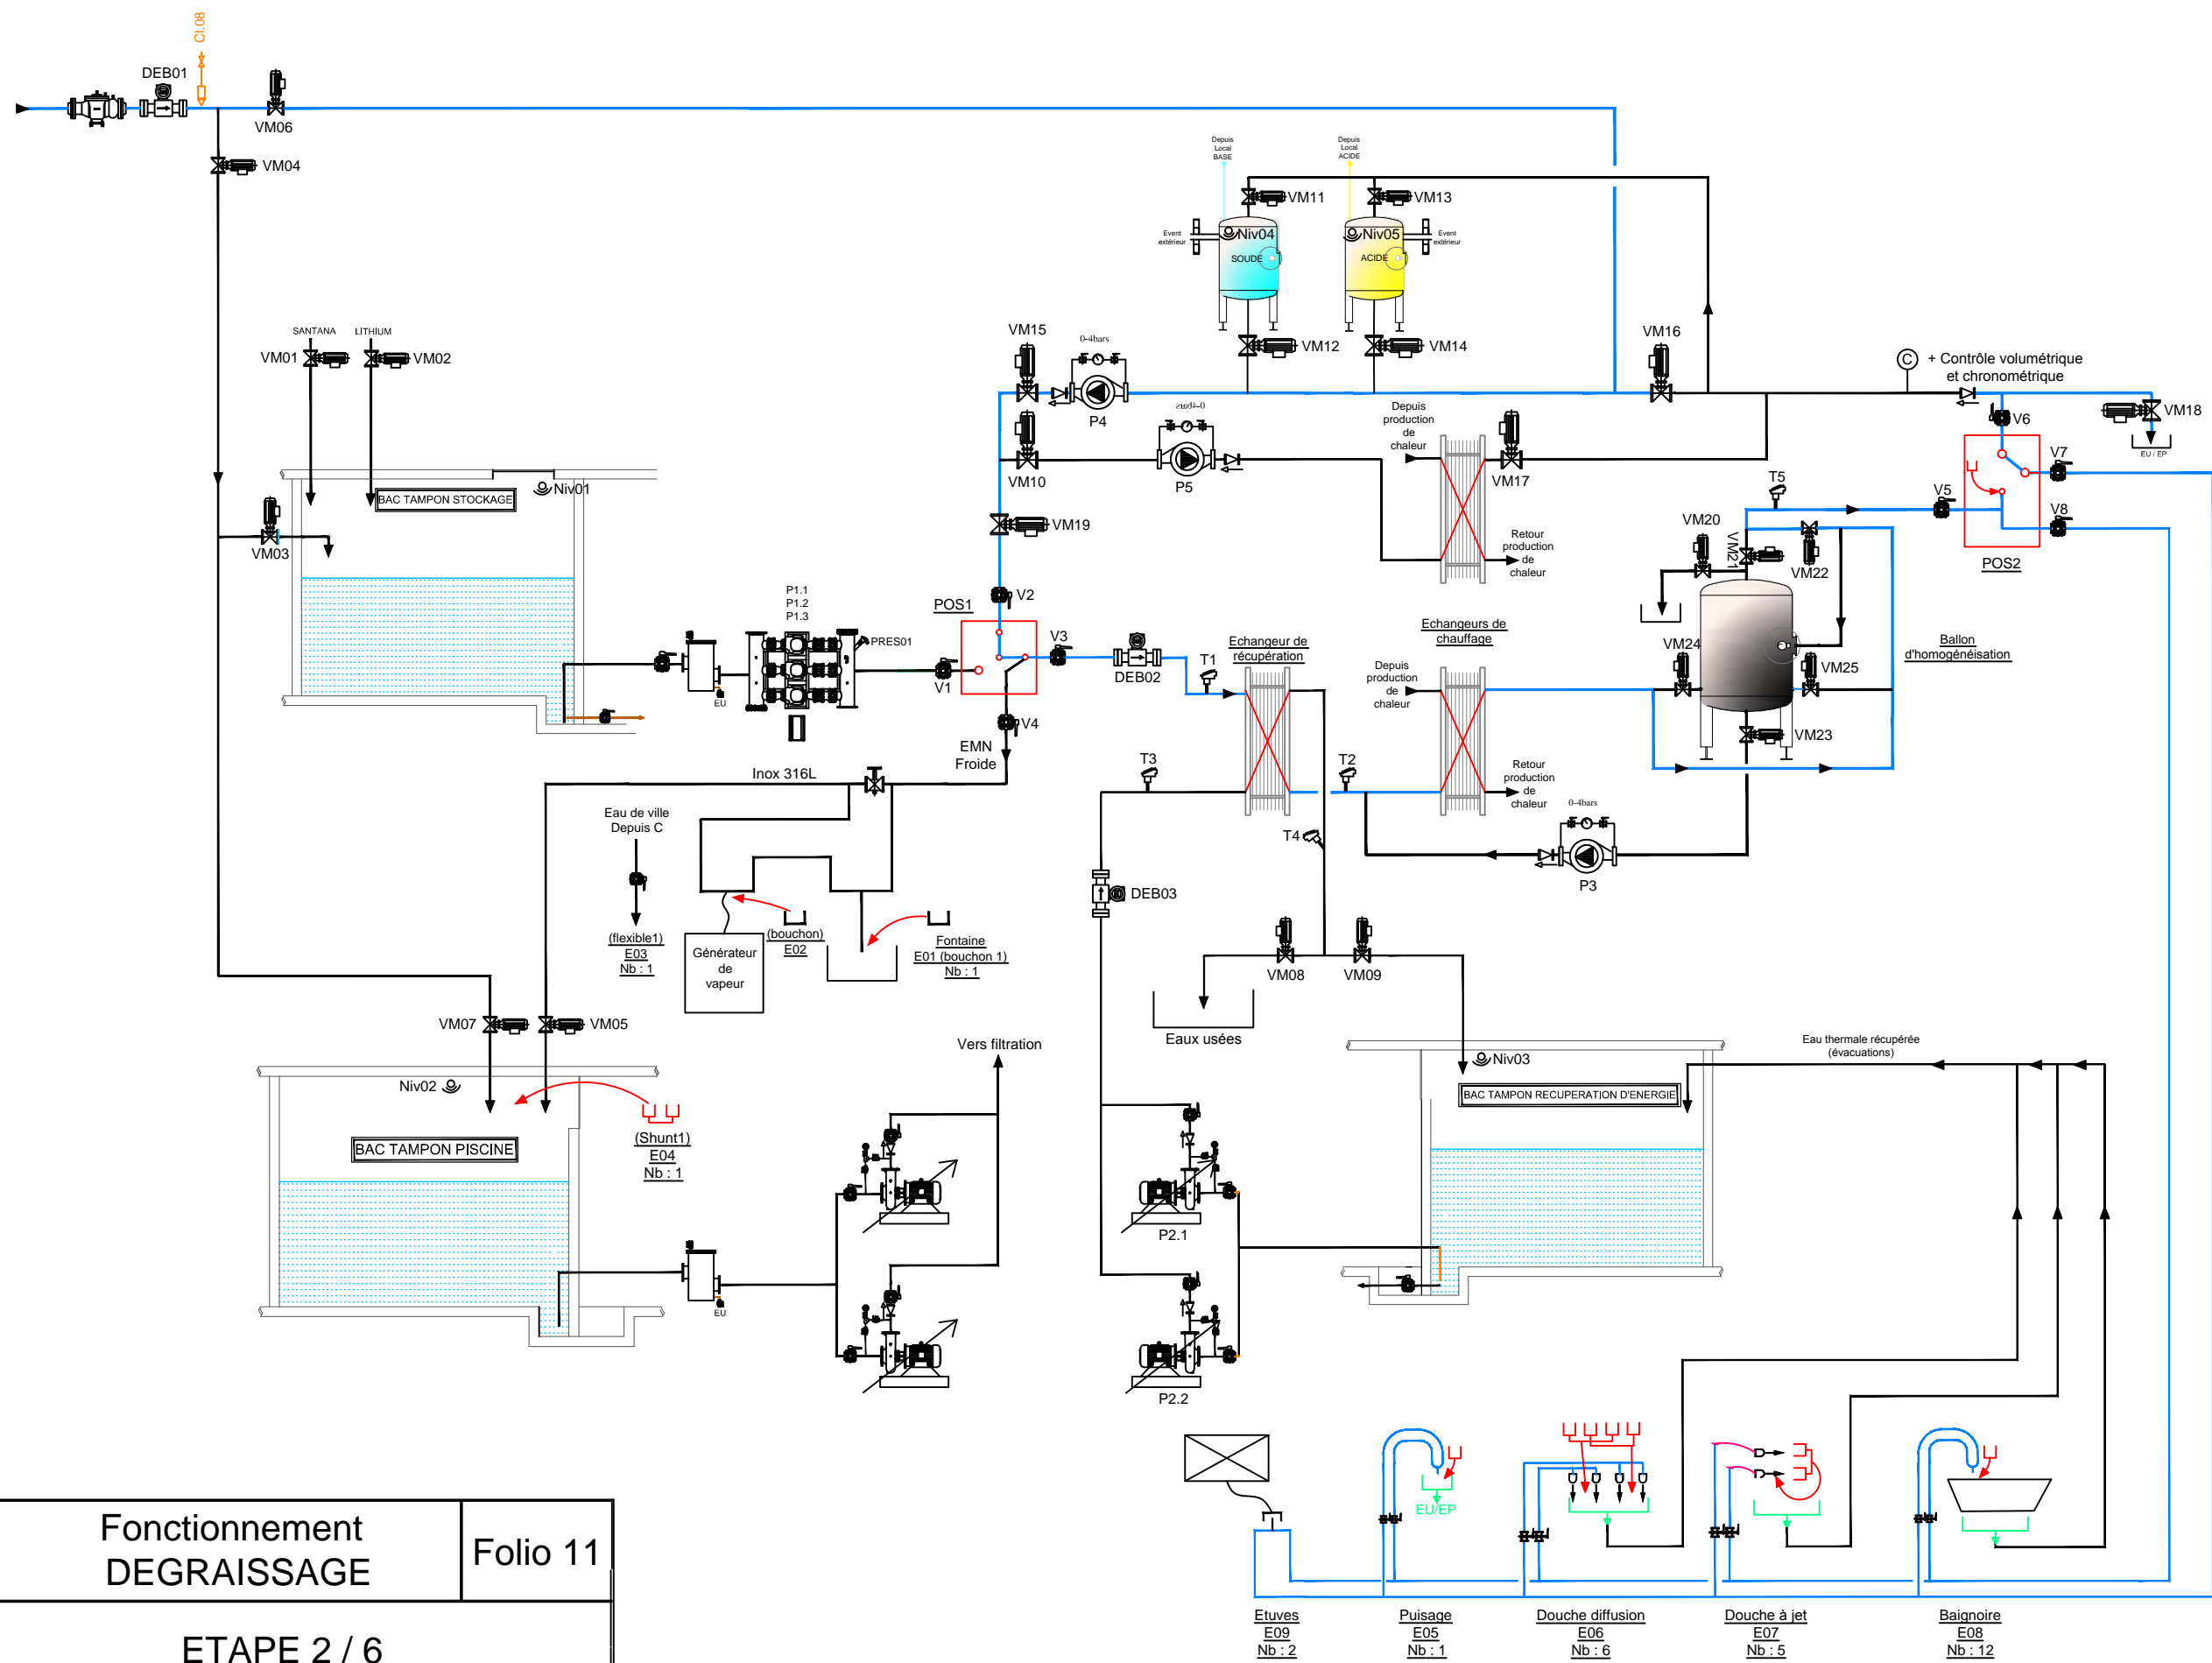 CI.08
DEB01
VM06
VM04
Depuis
Local
BASE
Depuis
Local
ACIDE
VM11
VM13
Event
extérieur
Niv04
Niv05
Event
extérieur
SOUDE
ACIDE
VM12
VM14
SANTANA
LITHIUM
VM01
VM02
VM15
0-4bars
P4
VM16
C
+ Contrôle volumétrique
et chronométrique
VM18
EU / EP
V6
0-4bars
P5
VM10
Depuis
production
de
chaleur
VM17
V7
T5
V5
V8
POS2
BAC TAMPON STOCKAGE
Niv01
VM03
VM19
Retour
production
de
chaleur
VM20
VM21
VM22
P1.1
P1.2
P1.3
PRES01
POS1
V2
V3
V1
V4
EU
DEB02
T1
Echangeur de
récupération
Echangeurs de
chauffage
Depuis
production
de
chaleur
VM24
VM25
Ballon
d'homogénéisation
VM23
EMN
Froide
Inox 316L
T3
T2
Retour
production
de
chaleur
0-4bars
P3
T4
Eau de ville
Depuis C
DEB03
(flexible1)
E03
Nb : 1
Générateur
de
vapeur
(bouchon)
E02
Fontaine
E01 (bouchon 1)
Nb : 1
VM08
VM09
Eaux usées
VM07
VM05
Vers filtration
Niv02
Niv03
Eau thermale récupérée
(évacuations)
BAC TAMPON RECUPERATION D'ENERGIE
BAC TAMPON PISCINE
(Shunt1)
E04
Nb : 1
P2.1
EU
P2.2
EU/EP
Fonctionnement
DEGRAISSAGE
Folio 11
ETAPE 2 / 6
Etuves
E09
Nb : 2
Puisage
E05
Nb : 1
Douche diffusion
E06
Nb : 6
Douche à jet
E07
Nb : 5
Baignoire
E08
Nb : 12